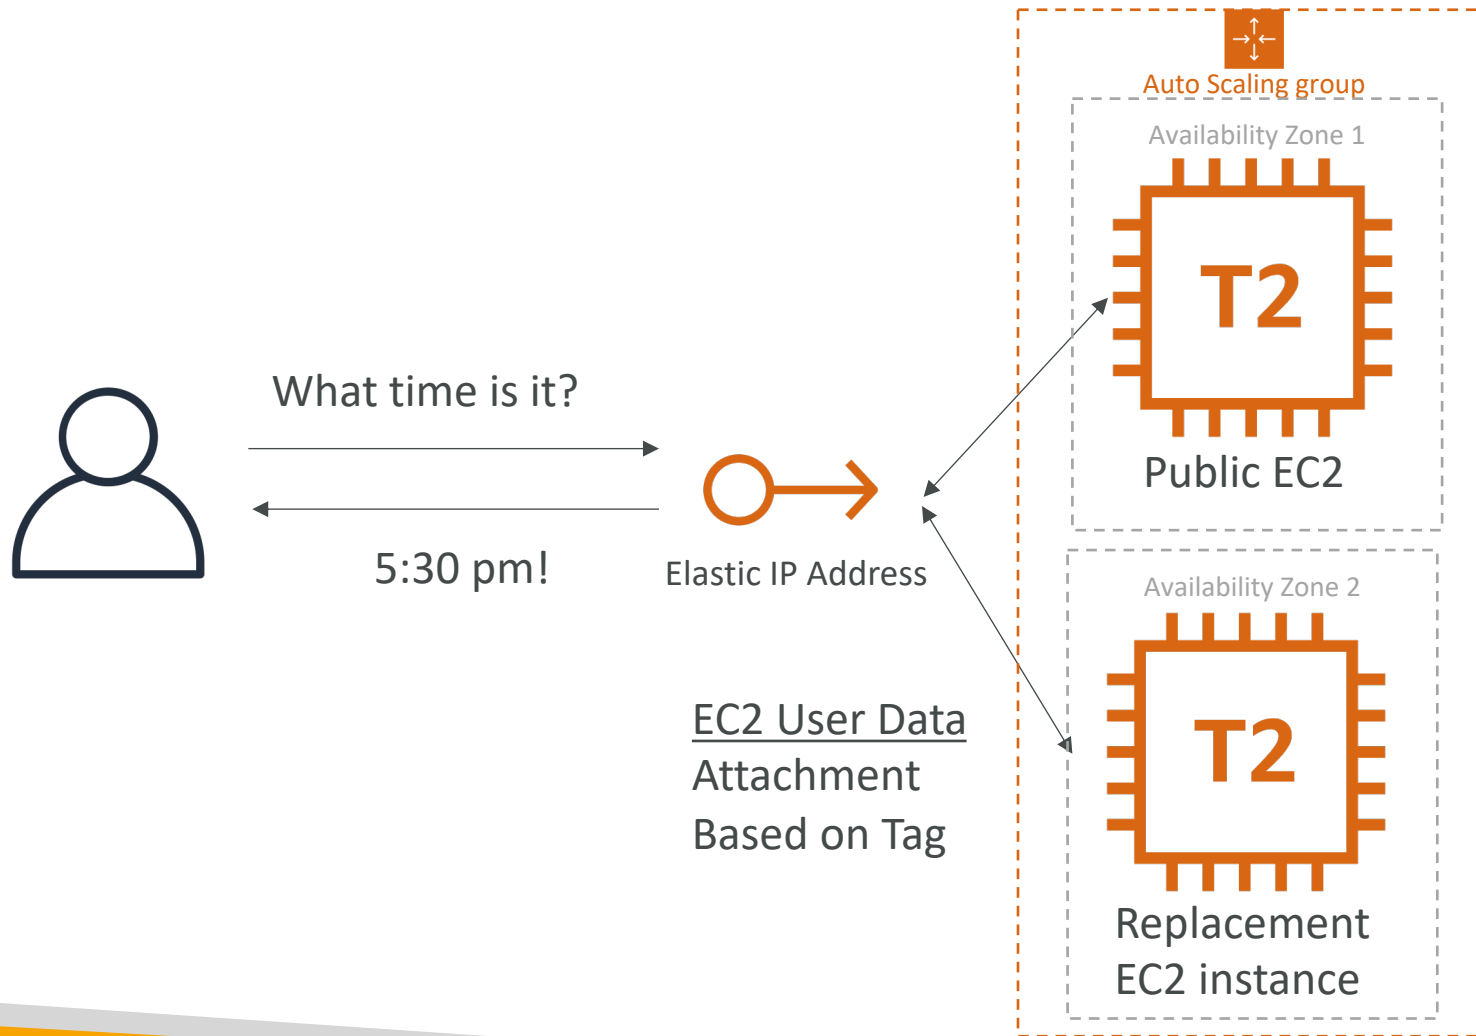 Auto Scaling group
Availability Zone 1
T2
Public EC2
What time is it?
5:30 pm!
Elastic IP Address
Availability Zone 2
T2
Replacement
EC2 instance
EC2 User Data
Attachment
Based on Tag